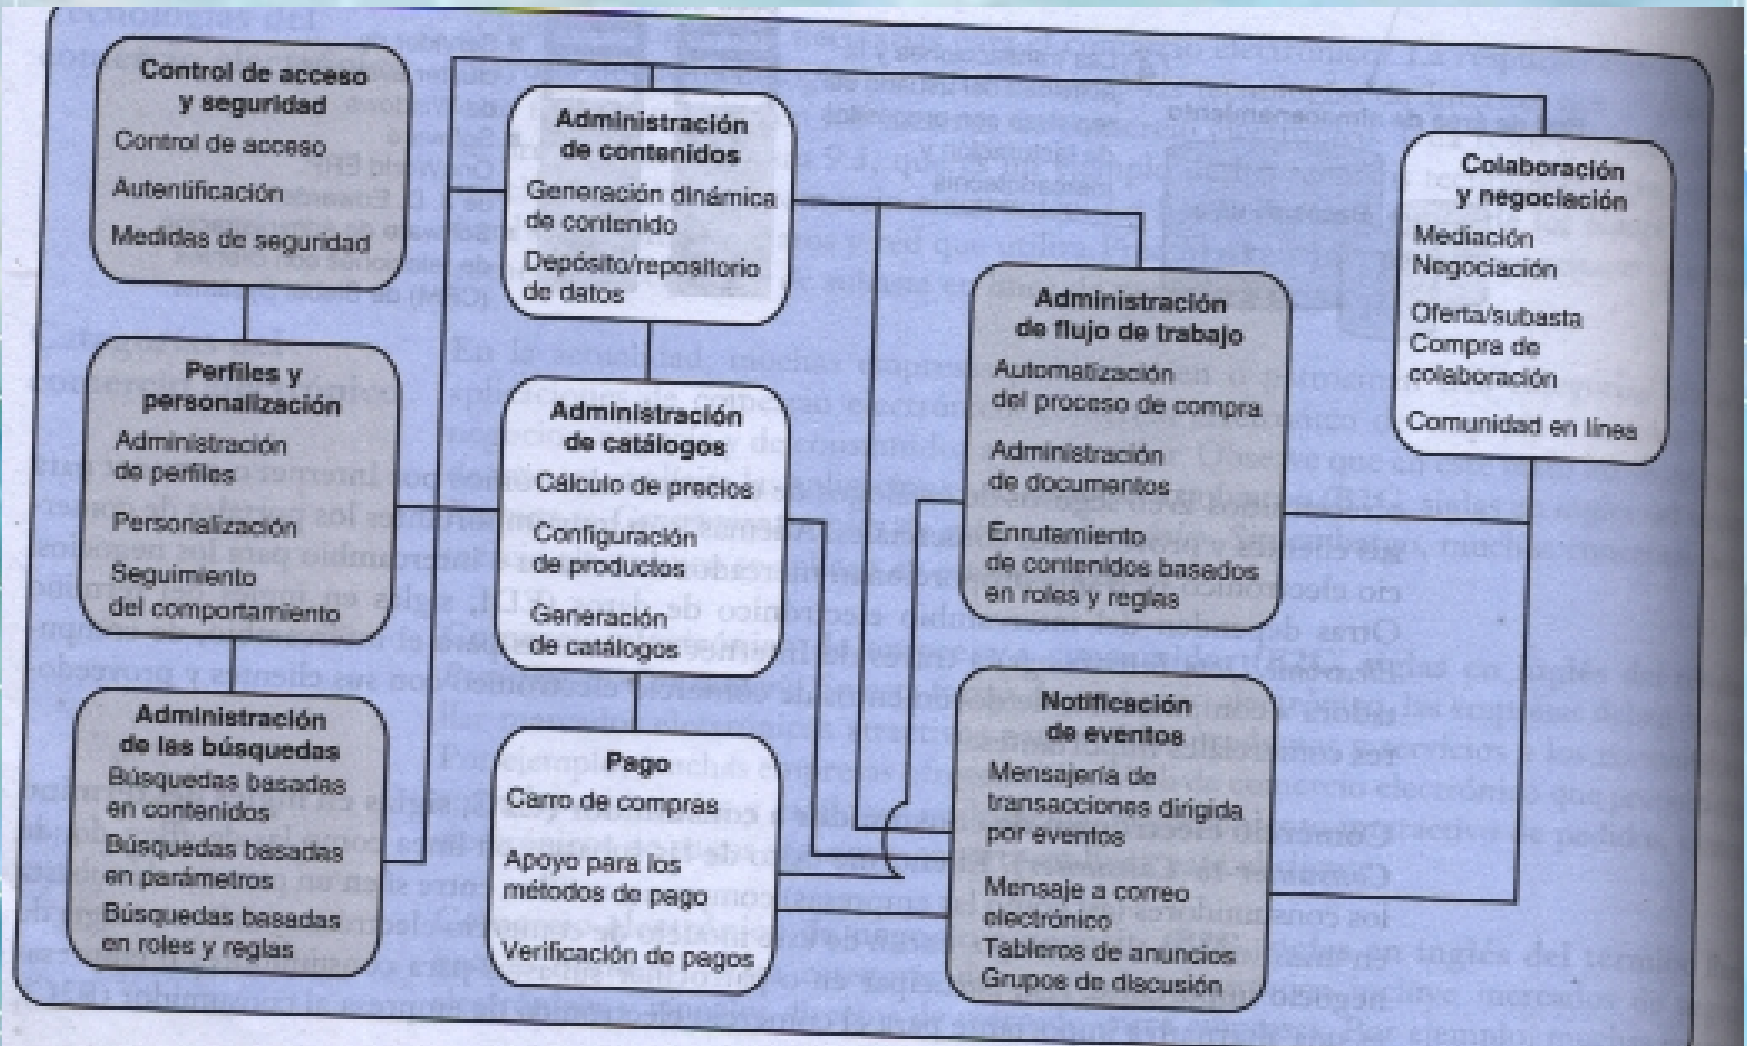 Control de acceso
y seguridad
Control de acceso
Autentificación
Medidas de seguridad
Perfiles y
personalización
Administración
de perfiles
Personalización
Seguimiento
del comportamiento
Administración
de las búsquedas
Búsquedas basadas
en contenidos
Búsquedas basadas
en parámetros
Búsquedas basadas
en roles y reglas
Administración
de contenidos
Generación dinámica
de contenido
Depósito/repositorio
de datos
Administración
de catálogos
Cálculo de precios
Configuración
de productos
Generación
de catálogos
Pago
Carro de compras
Apoyo para los
métodos de pago
Verificación de pagos
Administración
de flujo de trabajo
Automatización
del proceso de compra
Administración
de documentos
Enrutamiento
de contenidos basados
en roles y reglas
Notificación
de eventos
Mensajería de
transacciones dirigida
por eventos
Mensaje a correo
electrónico
Tableros de anuncios
Grupos de discusión
Colaboración
y negociación
Mediación
Negociación
Oferta/subasta
Compra de
colaboración
Comunidad en línea